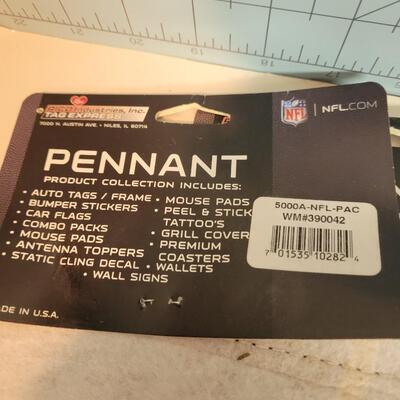 Rico Industries, Inc.
TAG EXPRESS
7000 N. AUSTIN AVE. • NILES, IL 60714
NFL
NFL.COM
PENNANT
PRODUCT COLLECTION INCLUDES:
• AUTO TAGS / FRAME
• BUMPER STICKERS
• CAR FLAGS
• COMBO PACKS
• MOUSE PADS
• ANTENNA TOPPERS
• STATIC CLING DECAL
• MOUSE PADS
• PEEL & STICK
TATTOO'S
• GRILL COVER
• PREMIUM
COASTERS
• WALLETS
• WALL SIGNS
5000A-NFL-PAC
WM#390042
7 01535 10282 4
MADE IN U.S.A.